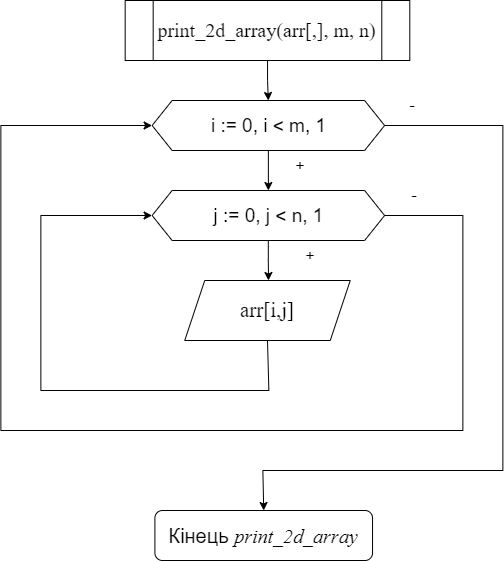 print_2d_array(arr[,], m, n)
-
i := 0, i < m, 1
+
-
j := 0, j < n, 1
+
arr[i,j]
Кінець print_2d_array